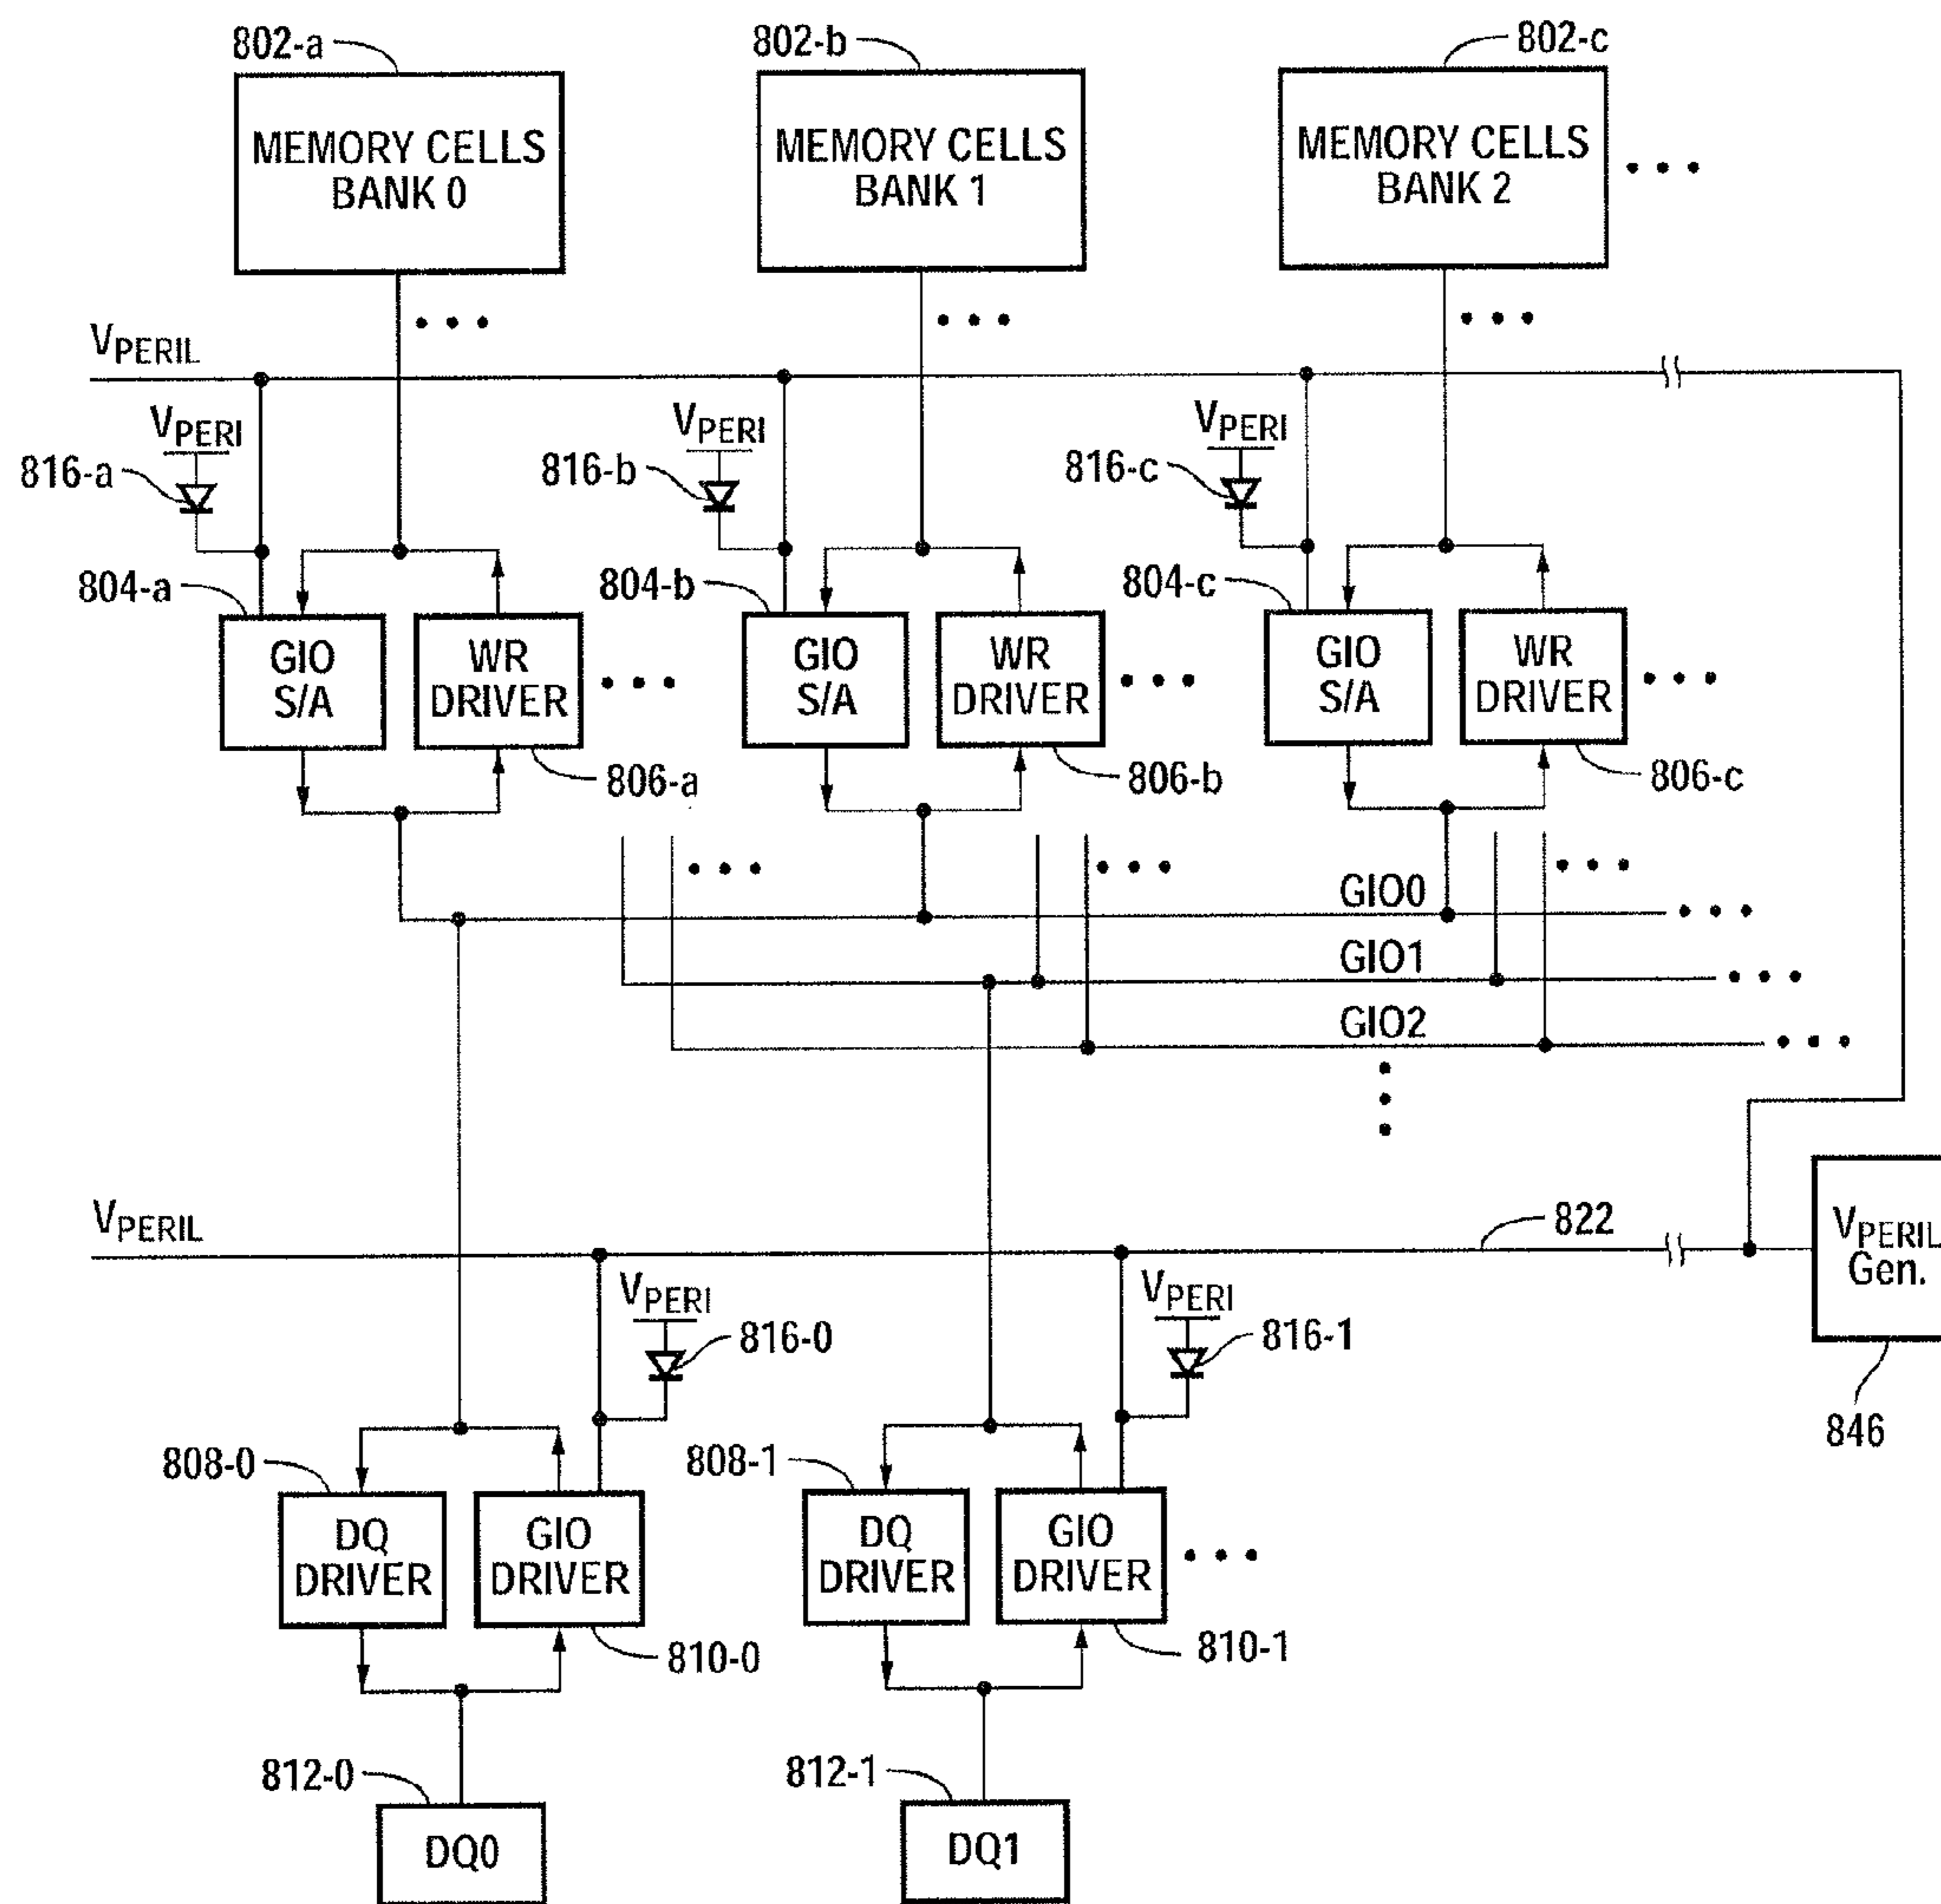 802-a
802-b
802-c
MEMORY CELLS
BANK 0
MEMORY CELLS
BANK 1
MEMORY CELLS
BANK 2
VPERIL
VPERI
VPERI
VPERI
816-a
816-b
816-c
804-a
804-b
804-c
GIO
S/A
WR
DRIVER
GIO
S/A
WR
DRIVER
GIO
S/A
WR
DRIVER
806-a
806-b
806-c
GIO0
GIO1
GIO2
VPERIL
822
VPERIL
Gen.
846
VPERI
816-0
VPERI
816-1
808-0
808-1
DQ
DRIVER
GIO
DRIVER
DQ
DRIVER
GIO
DRIVER
810-0
810-1
812-0
812-1
DQ0
DQ1